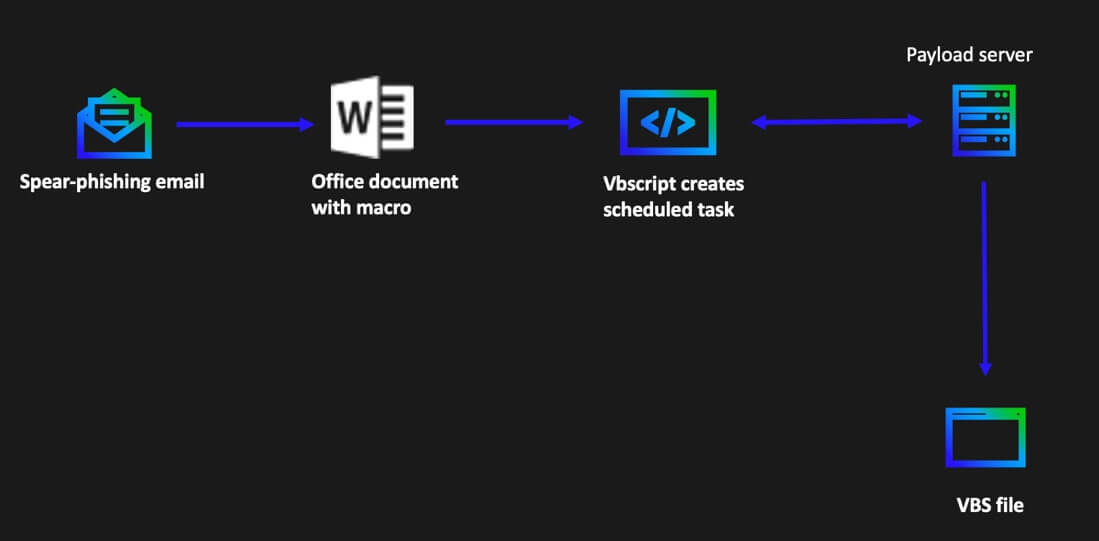 Payload server
W
</>
Spear-phishing email
Office document
with macro
Vbscript creates
scheduled task
VBS file